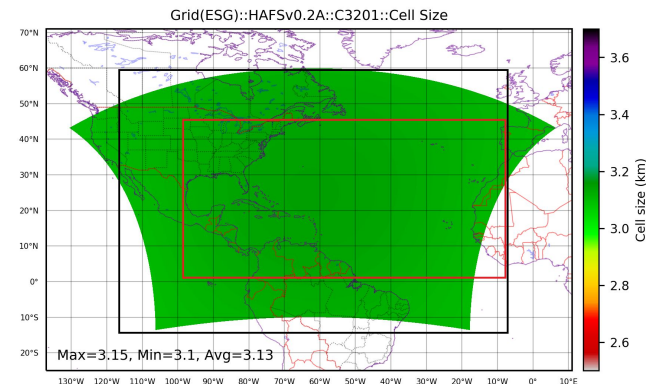 Grid(ESG)::HAFSv0.2A::C3201::Cell Size
70°N
60°N
50°N
40°N
30°N
20°N
10°N
0°
10°S
20°S
Max=3.15, Min=3.1, Avg=3.13
130°W 120°W 110°W 100°W 90°W 80°W 70°W 60°W 50°W 40°W 30°W 20°W 10°W 0° 10°E
3.6
3.4
3.2
3.0
2.8
2.6
Cell size (km)